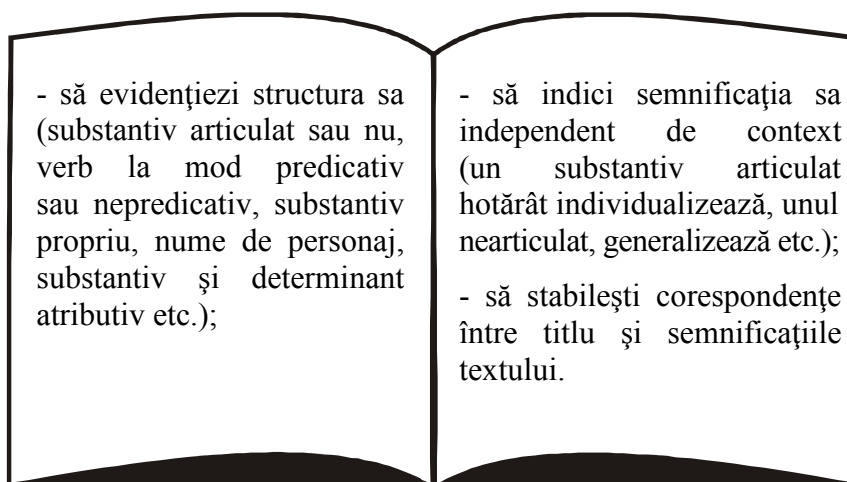 - să evidenţiezi structura sa
(substantiv articulat sau nu,
verb la mod predicativ
sau nepredicativ, substantiv
propriu, nume de personaj,
substantiv şi determinant
atributiv etc.);
- să indici semnificaţia sa
independent de context
(un substantiv articulat
hotărât individualizează, unul
nearticulat, generalizează etc.);
- să stabileşti corespondenţe
între titlu şi semnificaţiile
textului.